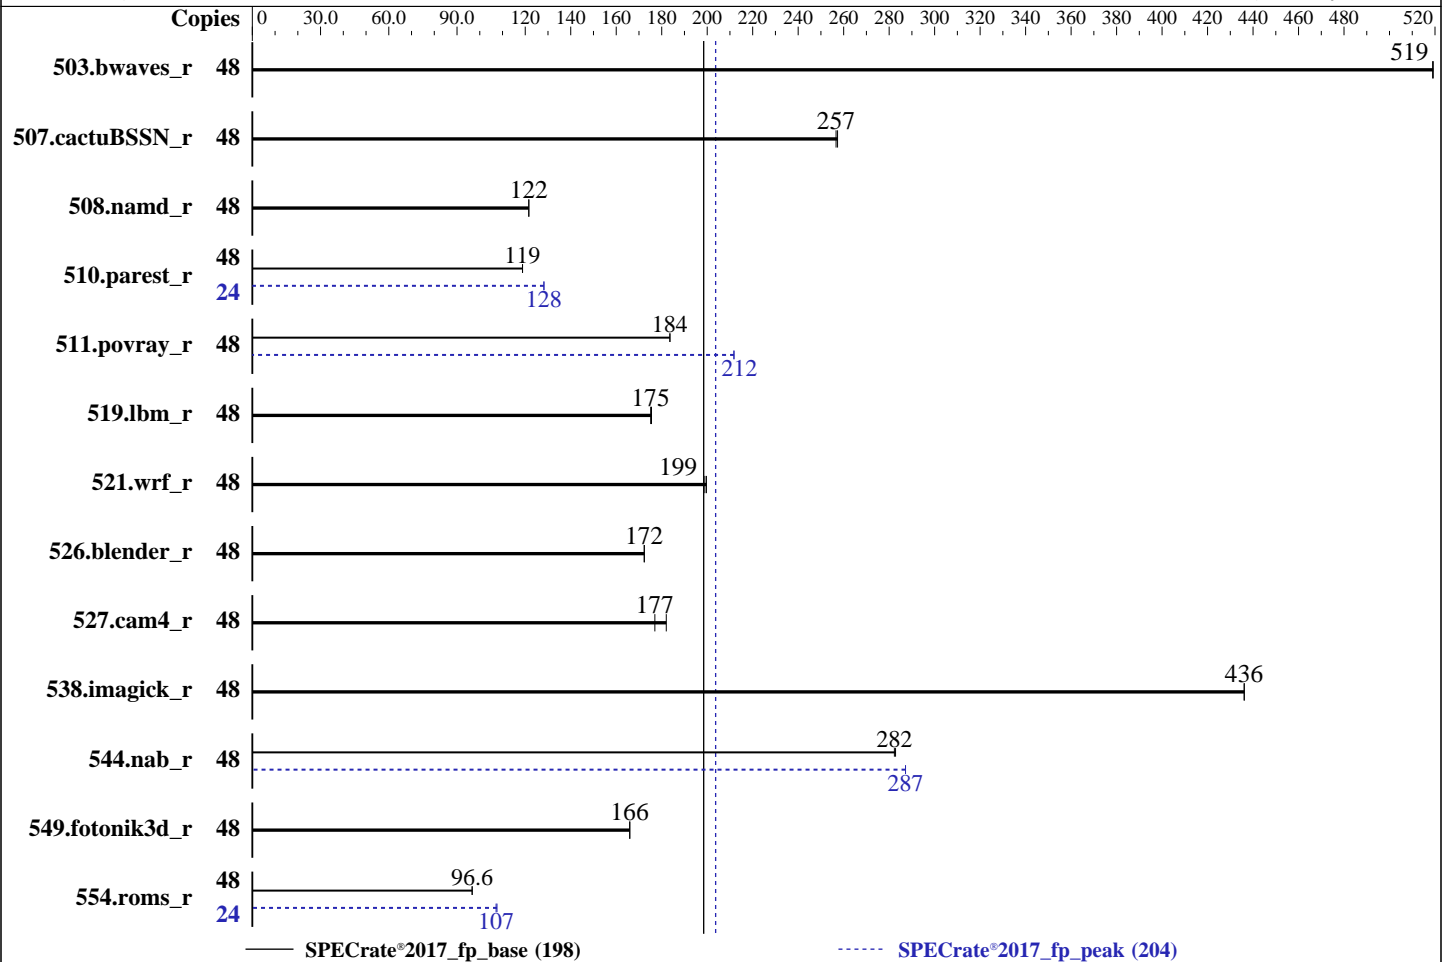 Copies 0 30.0 60.0 90.0 120 140 160 180 200 220 240 260 280 300 320 340 360 380 400 420 440 460 480 520
503.bwaves_r 48 519
507.cactuBSSN_r 48 257
508.namd_r 48 122
48 119
510.parest_r
24 128
511.povray_r 48 184
212
519.lbm_r 48 175
521.wrf_r 48 199
526.blender_r 48 172
527.cam4_r 48 177
538.imagick_r 48 436
544.nab_r 48 282
287
549.fotonik3d_r 48 166
48 96.6
554.roms_r
24 107
SPECrate®2017_fp_base (198) SPECrate®2017_fp_peak (204)